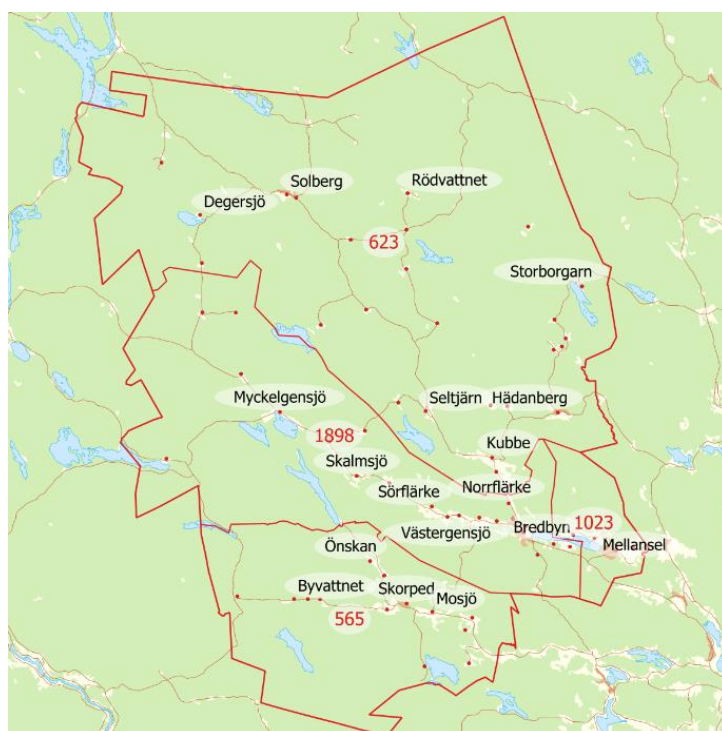 Solberg
Rödvattnet
Degersjö
623
Storborgarn
Myckelgensjö
Seltjärn
Hädanberg
1898
Kubbe
Skalmsjö
Sörflärke
Norrflärke
Västergensjö
Bredbyn
1023
Mellansel
Önskan
Byvattnet
Skorped
Mosjö
565